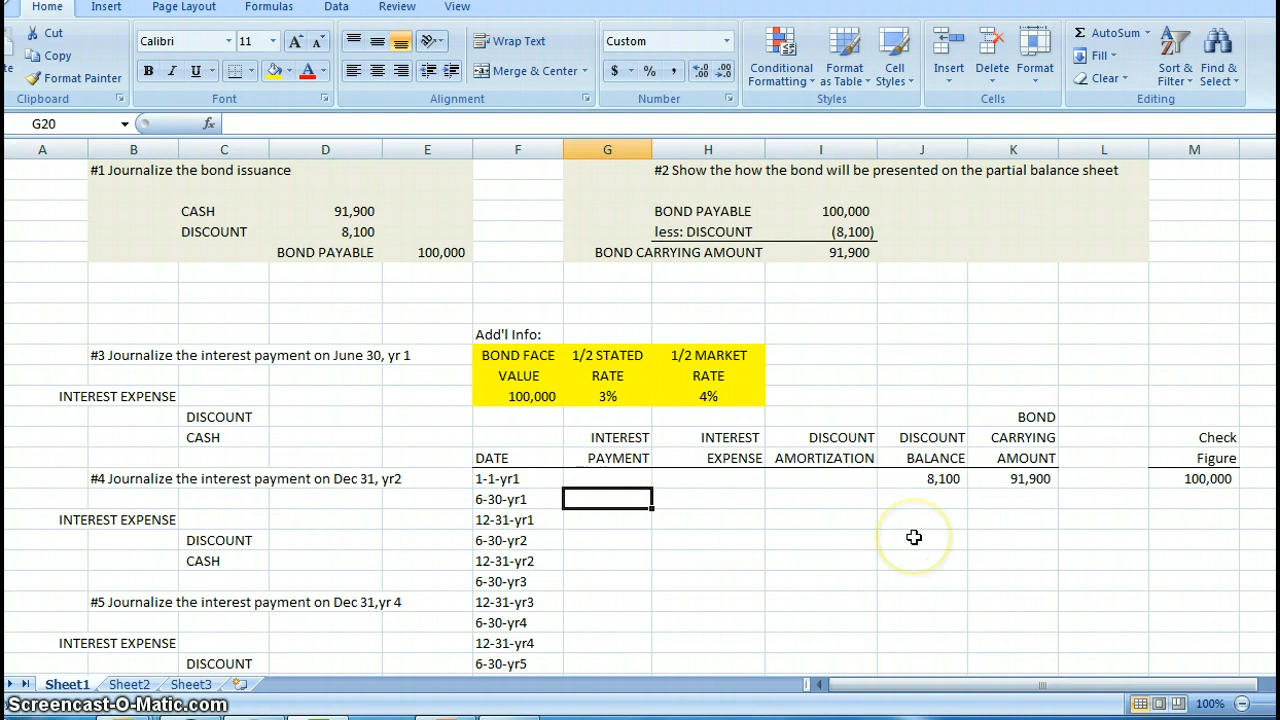 Home Insert Page Layout Formulas Data Review View
Cut
Copy
Format Painter
Clipboard
Calibri 11
B I U
Font
Wrap Text
Merge & Center
Alignment
Custom
$ % ,
Number
Conditional Formatting
Format as Table
Cell Styles
Styles
Insert
Delete
Format
Cells
Σ AutoSum
Fill
Clear
Sort & Filter
Find & Select
Editing
G20
fx
A B C D E F G H I J K L M
#1 Journalize the bond issuance
CASH 91,900
DISCOUNT 8,100
BOND PAYABLE 100,000
#2 Show the how the bond will be presented on the partial balance sheet
BOND PAYABLE 100,000
less: DISCOUNT (8,100)
BOND CARRYING AMOUNT 91,900
Add'l Info:
BOND FACE 1/2 STATED 1/2 MARKET
VALUE RATE RATE
100,000 3% 4%
#3 Journalize the interest payment on June 30, yr 1
INTEREST EXPENSE
DISCOUNT
CASH
#4 Journalize the interest payment on Dec 31, yr2
INTEREST EXPENSE
DISCOUNT
CASH
#5 Journalize the interest payment on Dec 31,yr 4
INTEREST EXPENSE
DISCOUNT
BOND
INTEREST INTEREST DISCOUNT DISCOUNT CARRYING Check
DATE PAYMENT EXPENSE AMORTIZATION BALANCE AMOUNT Figure
1-1-yr1 8,100 91,900 100,000
6-30-yr1
12-31-yr1
6-30-yr2
12-31-yr2
6-30-yr3
12-31-yr3
6-30-yr4
12-31-yr4
6-30-yr5
Sheet1 Sheet2 Sheet3
Screencast-O-Matic.com
100%